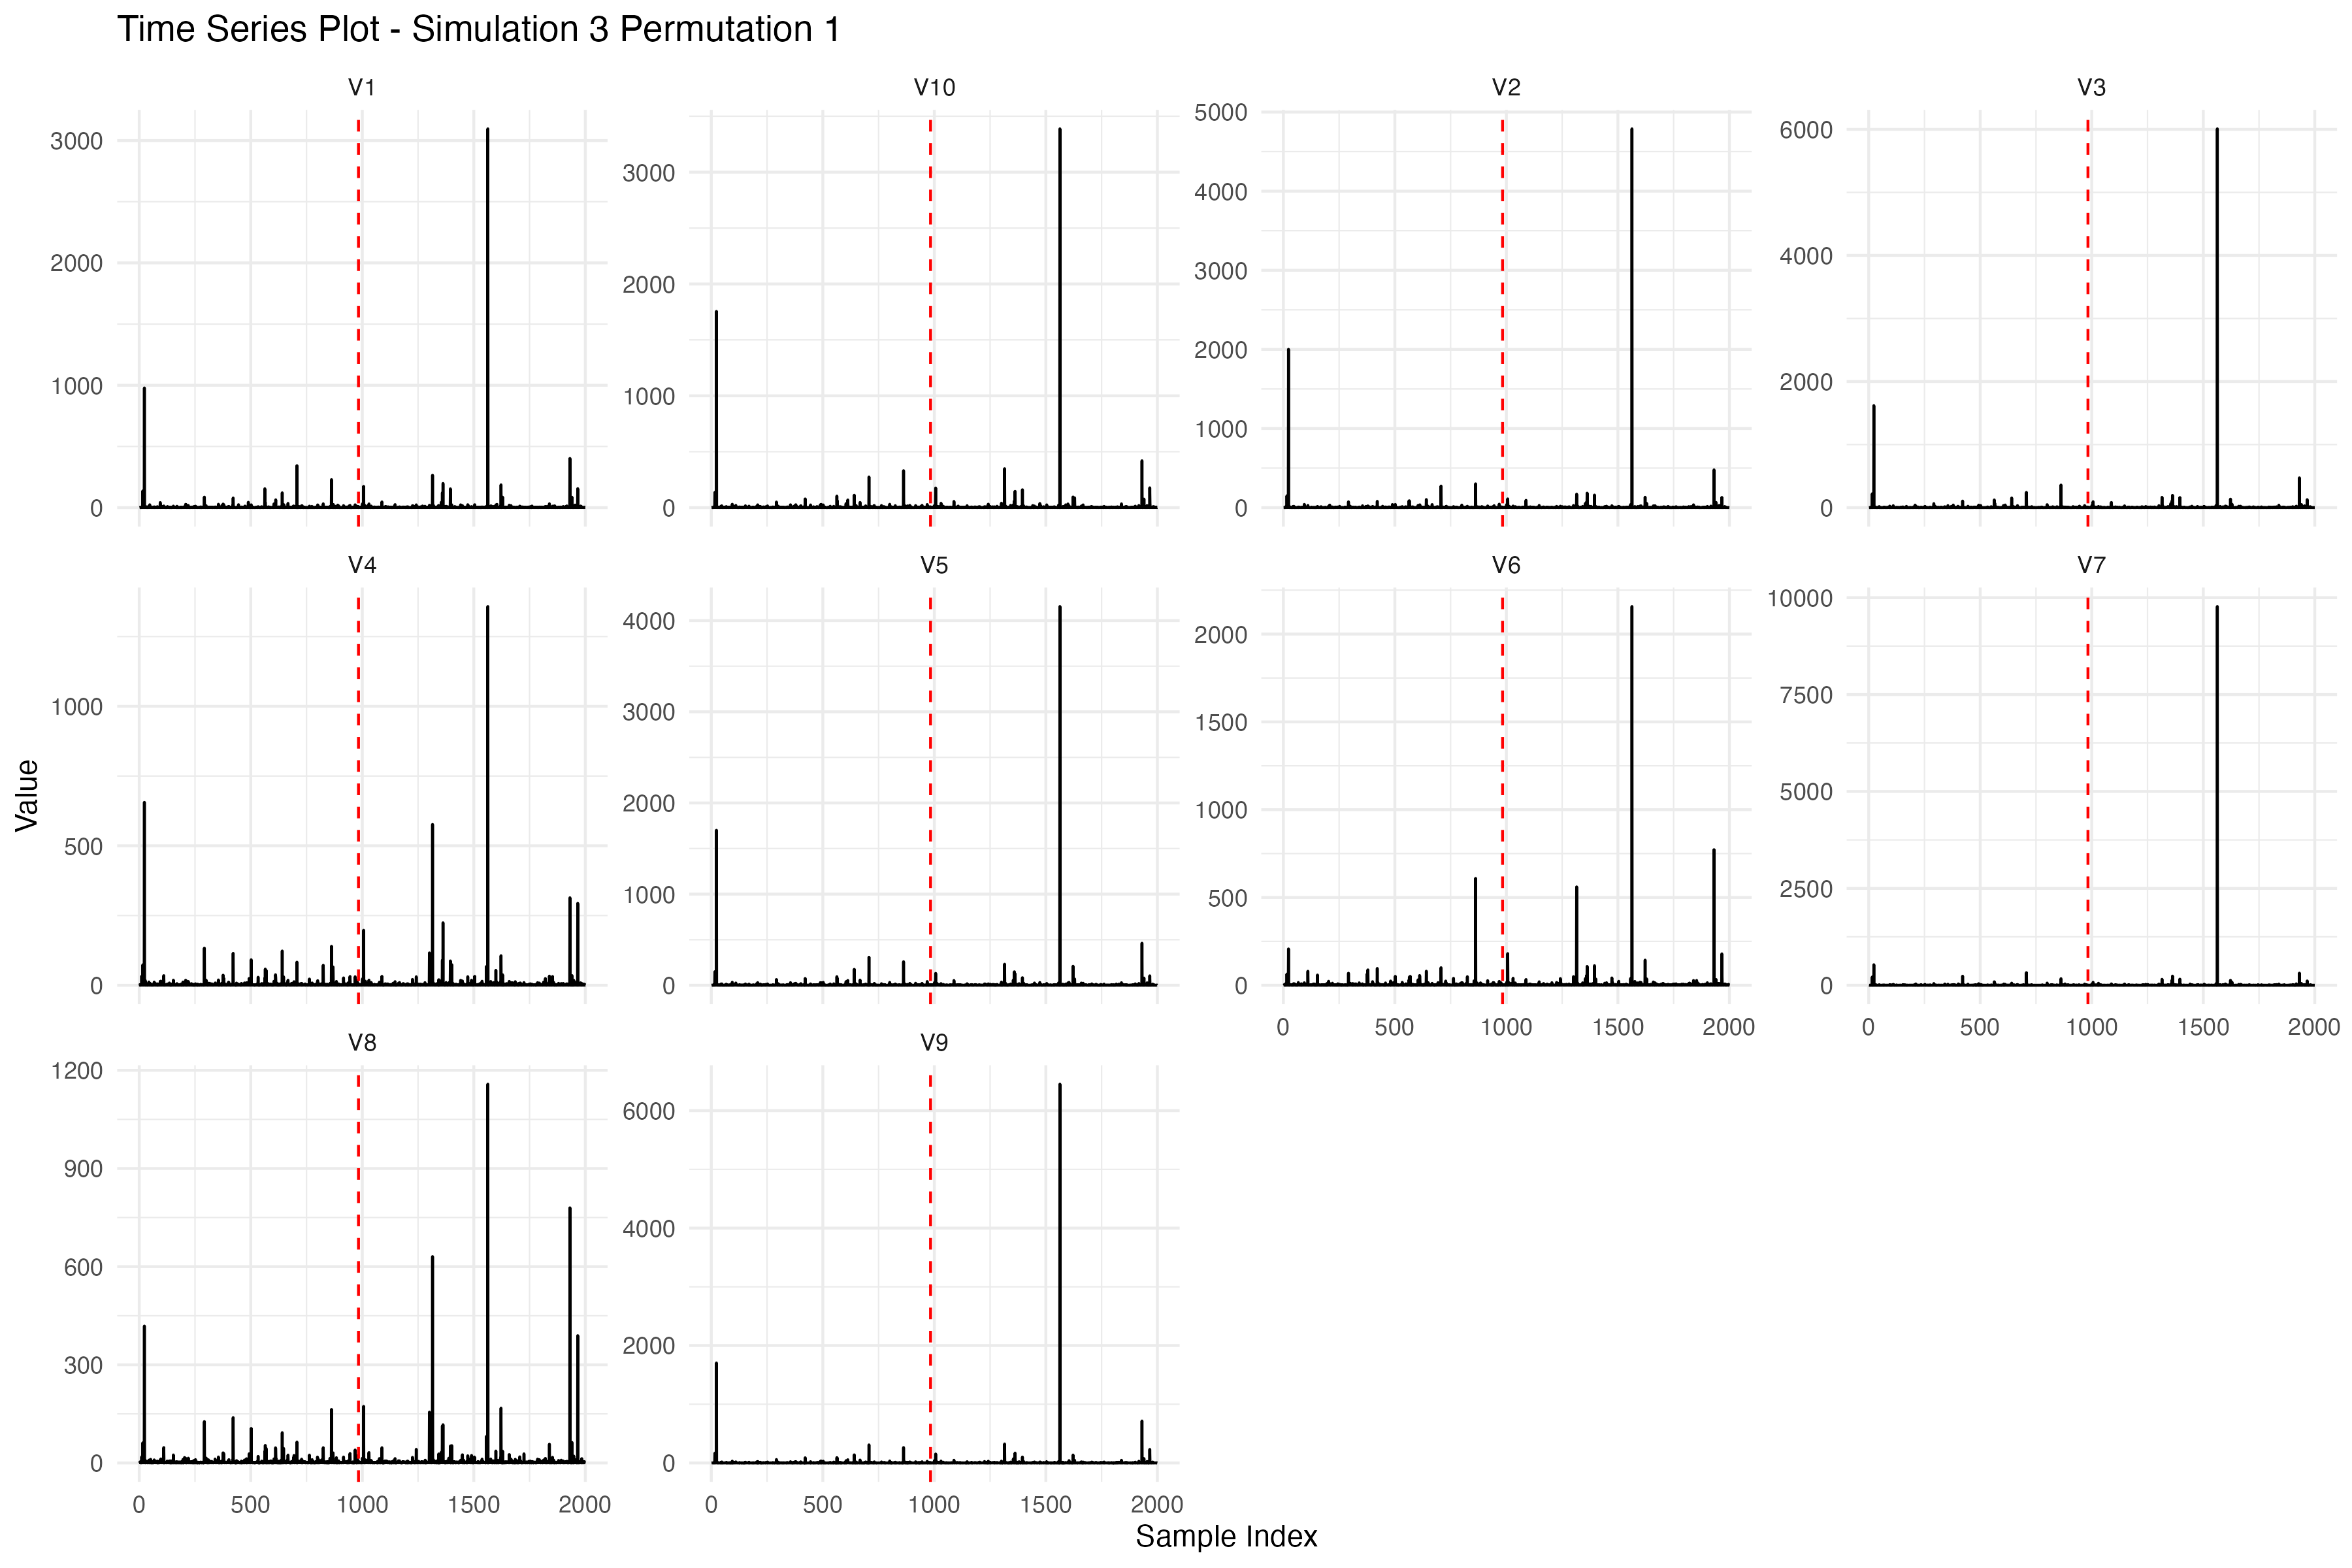 Time Series Plot - Simulation 3 Permutation 1
V1 V10 V2 V3
3000 2000 1000 0
3000 2000 1000 0
5000 4000 3000 2000 1000 0
6000 4000 2000 0
V4 V5 V6 V7
1000 500 0
4000 3000 2000 1000 0
2000 1500 1000 500 0
10000 7500 5000 2500 0
0 500 1000 1500 2000
0 500 1000 1500 2000
V8 V9
1200 900 600 300 0
6000 4000 2000 0
0 500 1000 1500 2000
0 500 1000 1500 2000
Value
Sample Index